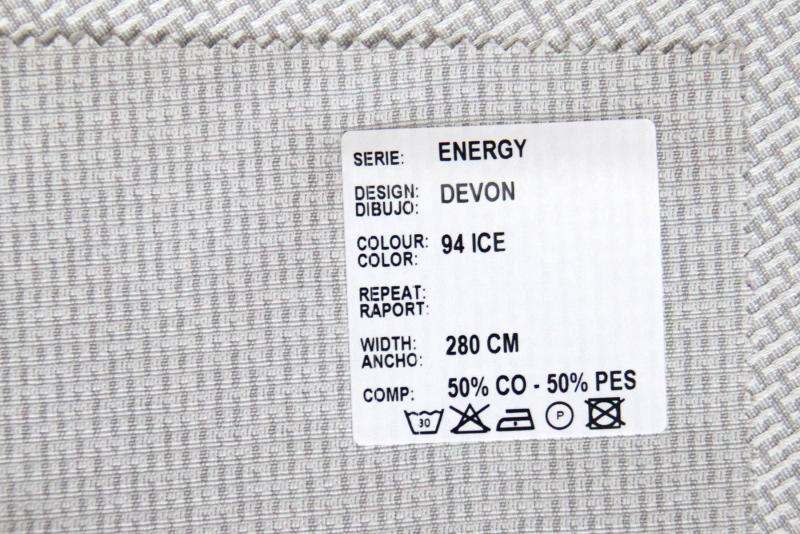 SERIE: ENERGY
DESIGN: DEVON
DIBUJO:
COLOUR: 94 ICE
COLOR:
REPEAT:
RAPORT:
WIDTH: 280 CM
ANCHO:
COMP: 50% CO - 50% PES
30 P